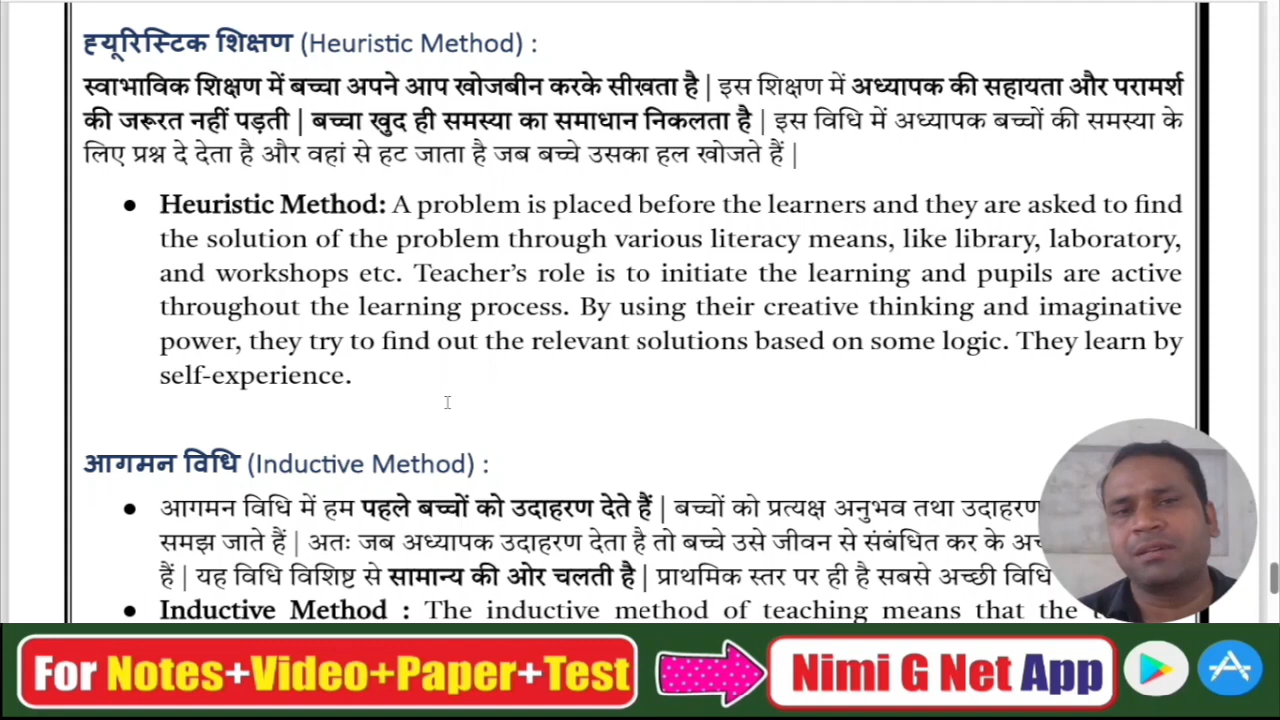 ह्यूरिस्टिक शिक्षण (Heuristic Method) :
स्वाभाविक शिक्षण में बच्चा अपने आप खोजबीन करके सीखता है | इस शिक्षण में अध्यापक की सहायता और परामर्श
की जरूरत नहीं पड़ती | बच्चा खुद ही समस्या का समाधान निकलता है | इस विधि में अध्यापक बच्चों की समस्या के
लिए प्रश्न दे देता है और वहां से हट जाता है जब बच्चे उसका हल खोजते हैं |
● Heuristic Method: A problem is placed before the learners and they are asked to find
the solution of the problem through various literacy means, like library, laboratory,
and workshops etc. Teacher's role is to initiate the learning and pupils are active
throughout the learning process. By using their creative thinking and imaginative
power, they try to find out the relevant solutions based on some logic. They learn by
self-experience.
आगमन विधि (Inductive Method) :
● आगमन विधि में हम पहले बच्चों को उदाहरण देते हैं | बच्चों को प्रत्यक्ष अनुभव तथा उदाहरण
समझ जाते हैं | अतः जब अध्यापक उदाहरण देता है तो बच्चे उसे जीवन से संबंधित कर के
हैं | यह विधि विशिष्ट से सामान्य की ओर चलती है | प्राथमिक स्तर पर ही है सबसे अच्छी विधि
● Inductive Method : The inductive method of teaching means that the
For Notes+Video+Paper+Test Nimi G Net App